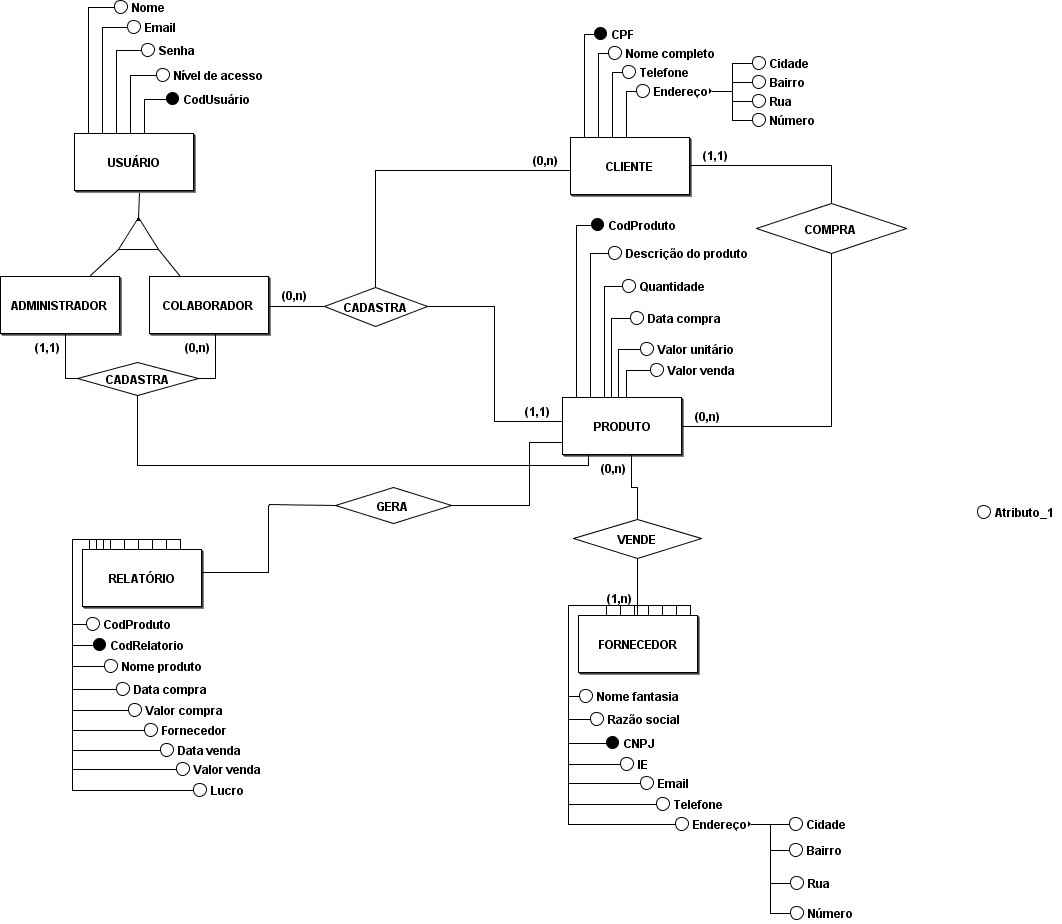 Nome
Email
Senha
Nível de acesso
CodUsuário
USUÁRIO
ADMINISTRADOR
COLABORADOR
(1,1)
(0,n)
CADASTRA
(0,n)
CADASTRA
(0,n)
CPF
Nome completo
Telefone
Endereço
Cidade
Bairro
Rua
Número
CLIENTE
(1,1)
COMPRA
CodProduto
Descrição do produto
Quantidade
Data compra
Valor unitário
Valor venda
(1,1)
PRODUTO
(0,n)
(0,n)
GERA
VENDE
Atributo_1
RELATÓRIO
CodProduto
CodRelatorio
Nome produto
Data compra
Valor compra
Fornecedor
Data venda
Valor venda
Lucro
(1,n)
FORNECEDOR
Nome fantasia
Razão social
CNPJ
IE
Email
Telefone
Endereço
Cidade
Bairro
Rua
Número